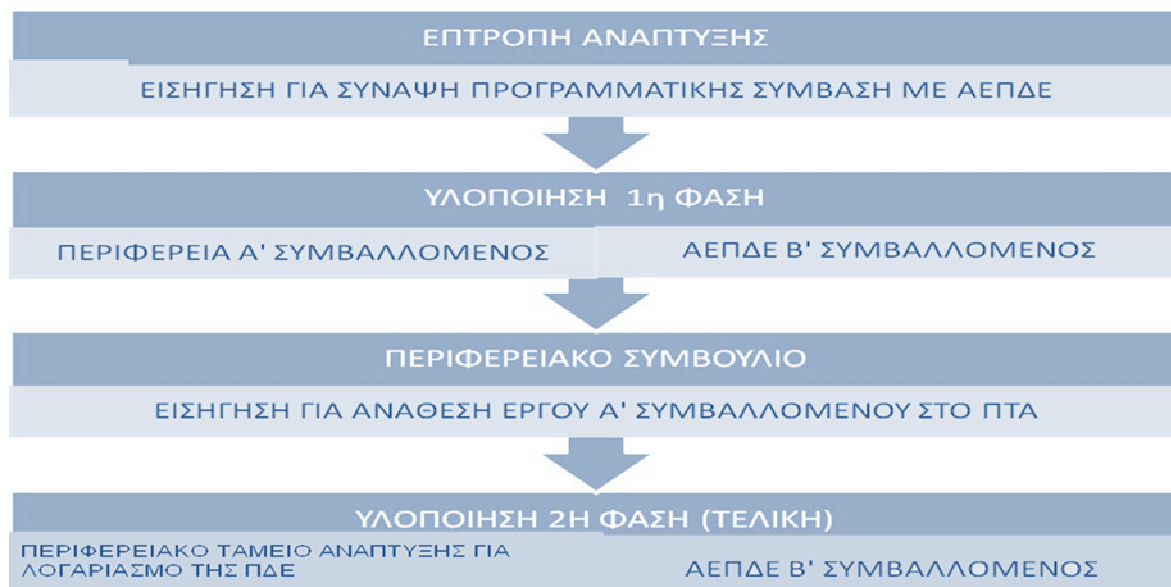 ΕΠΤΡΟΠΗ ΑΝΑΠΤΥΞΗΣ
ΕΙΣΗΓΗΣΗ ΓΙΑ ΣΥΝΑΨΗ ΠΡΟΓΡΑΜΜΑΤΙΚΗΣ ΣΥΜΒΑΣΗ ΜΕ ΑΕΠΔΕ
ΥΛΟΠΟΙΗΣΗ 1η ΦΑΣΗ
ΠΕΡΙΦΕΡΕΙΑ Α' ΣΥΜΒΑΛΛΟΜΕΝΟΣ
ΑΕΠΔΕ Β' ΣΥΜΒΑΛΛΟΜΕΝΟΣ
ΠΕΡΙΦΕΡΕΙΑΚΟ ΣΥΜΒΟΥΛΙΟ
ΕΙΣΗΓΗΣΗ ΓΙΑ ΑΝΑΘΕΣΗ ΕΡΓΟΥ Α' ΣΥΜΒΑΛΛΟΜΕΝΟΥ ΣΤΟ ΠΤΑ
ΥΛΟΠΟΙΗΣΗ 2Η ΦΑΣΗ (ΤΕΛΙΚΗ)
ΠΕΡΙΦΕΡΕΙΑΚΟ ΤΑΜΕΙΟ ΑΝΑΠΤΥΞΗΣ ΓΙΑ
ΛΟΓΑΡΙΑΣΜΟ ΤΗΣ ΠΔΕ
ΑΕΠΔΕ Β' ΣΥΜΒΑΛΛΟΜΕΝΟΣ